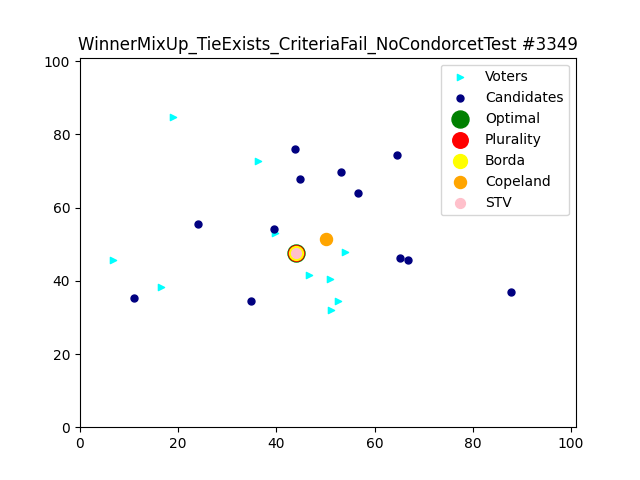 WinnerMixUp_TieExists_CriteriaFail_NoCondorcetTest #3349
100
80
60
40
20
0
0 20 40 60 80 100
Voters
Candidates
Optimal
Plurality
Borda
Copeland
STV